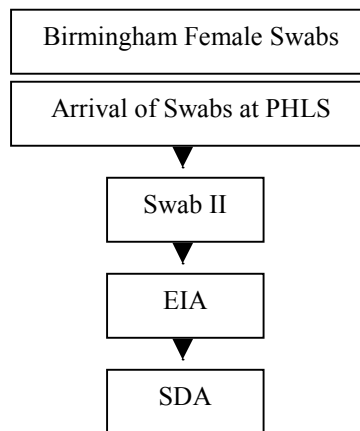 Birmingham Female Swabs
Arrival of Swabs at PHLS
Swab II
EIA
SDA